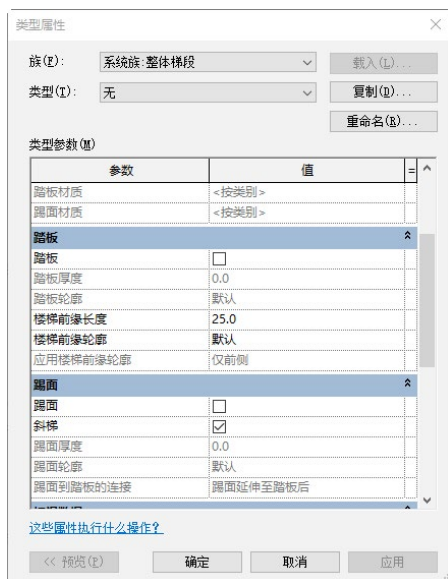 类型属性
族(F): 系统族:整体梯段 载入(L)...
类型(T): 无 复制(D)...
重命名(R)...
类型参数(M)
参数 值 =
踏板材质 <按类别>
踢面材质 <按类别>
踏板
踏板
踏板厚度 0.0
踏板轮廓 默认
楼梯前缘长度 25.0
楼梯前缘轮廓 默认
应用楼梯前缘轮廓 仅前侧
踢面
踢面
斜梯
踢面厚度 0.0
踢面轮廓 默认
踢面到踏板的连接 踢面延伸至踏板后
这些属性执行什么操作?
<< 预览(P) 确定 取消 应用